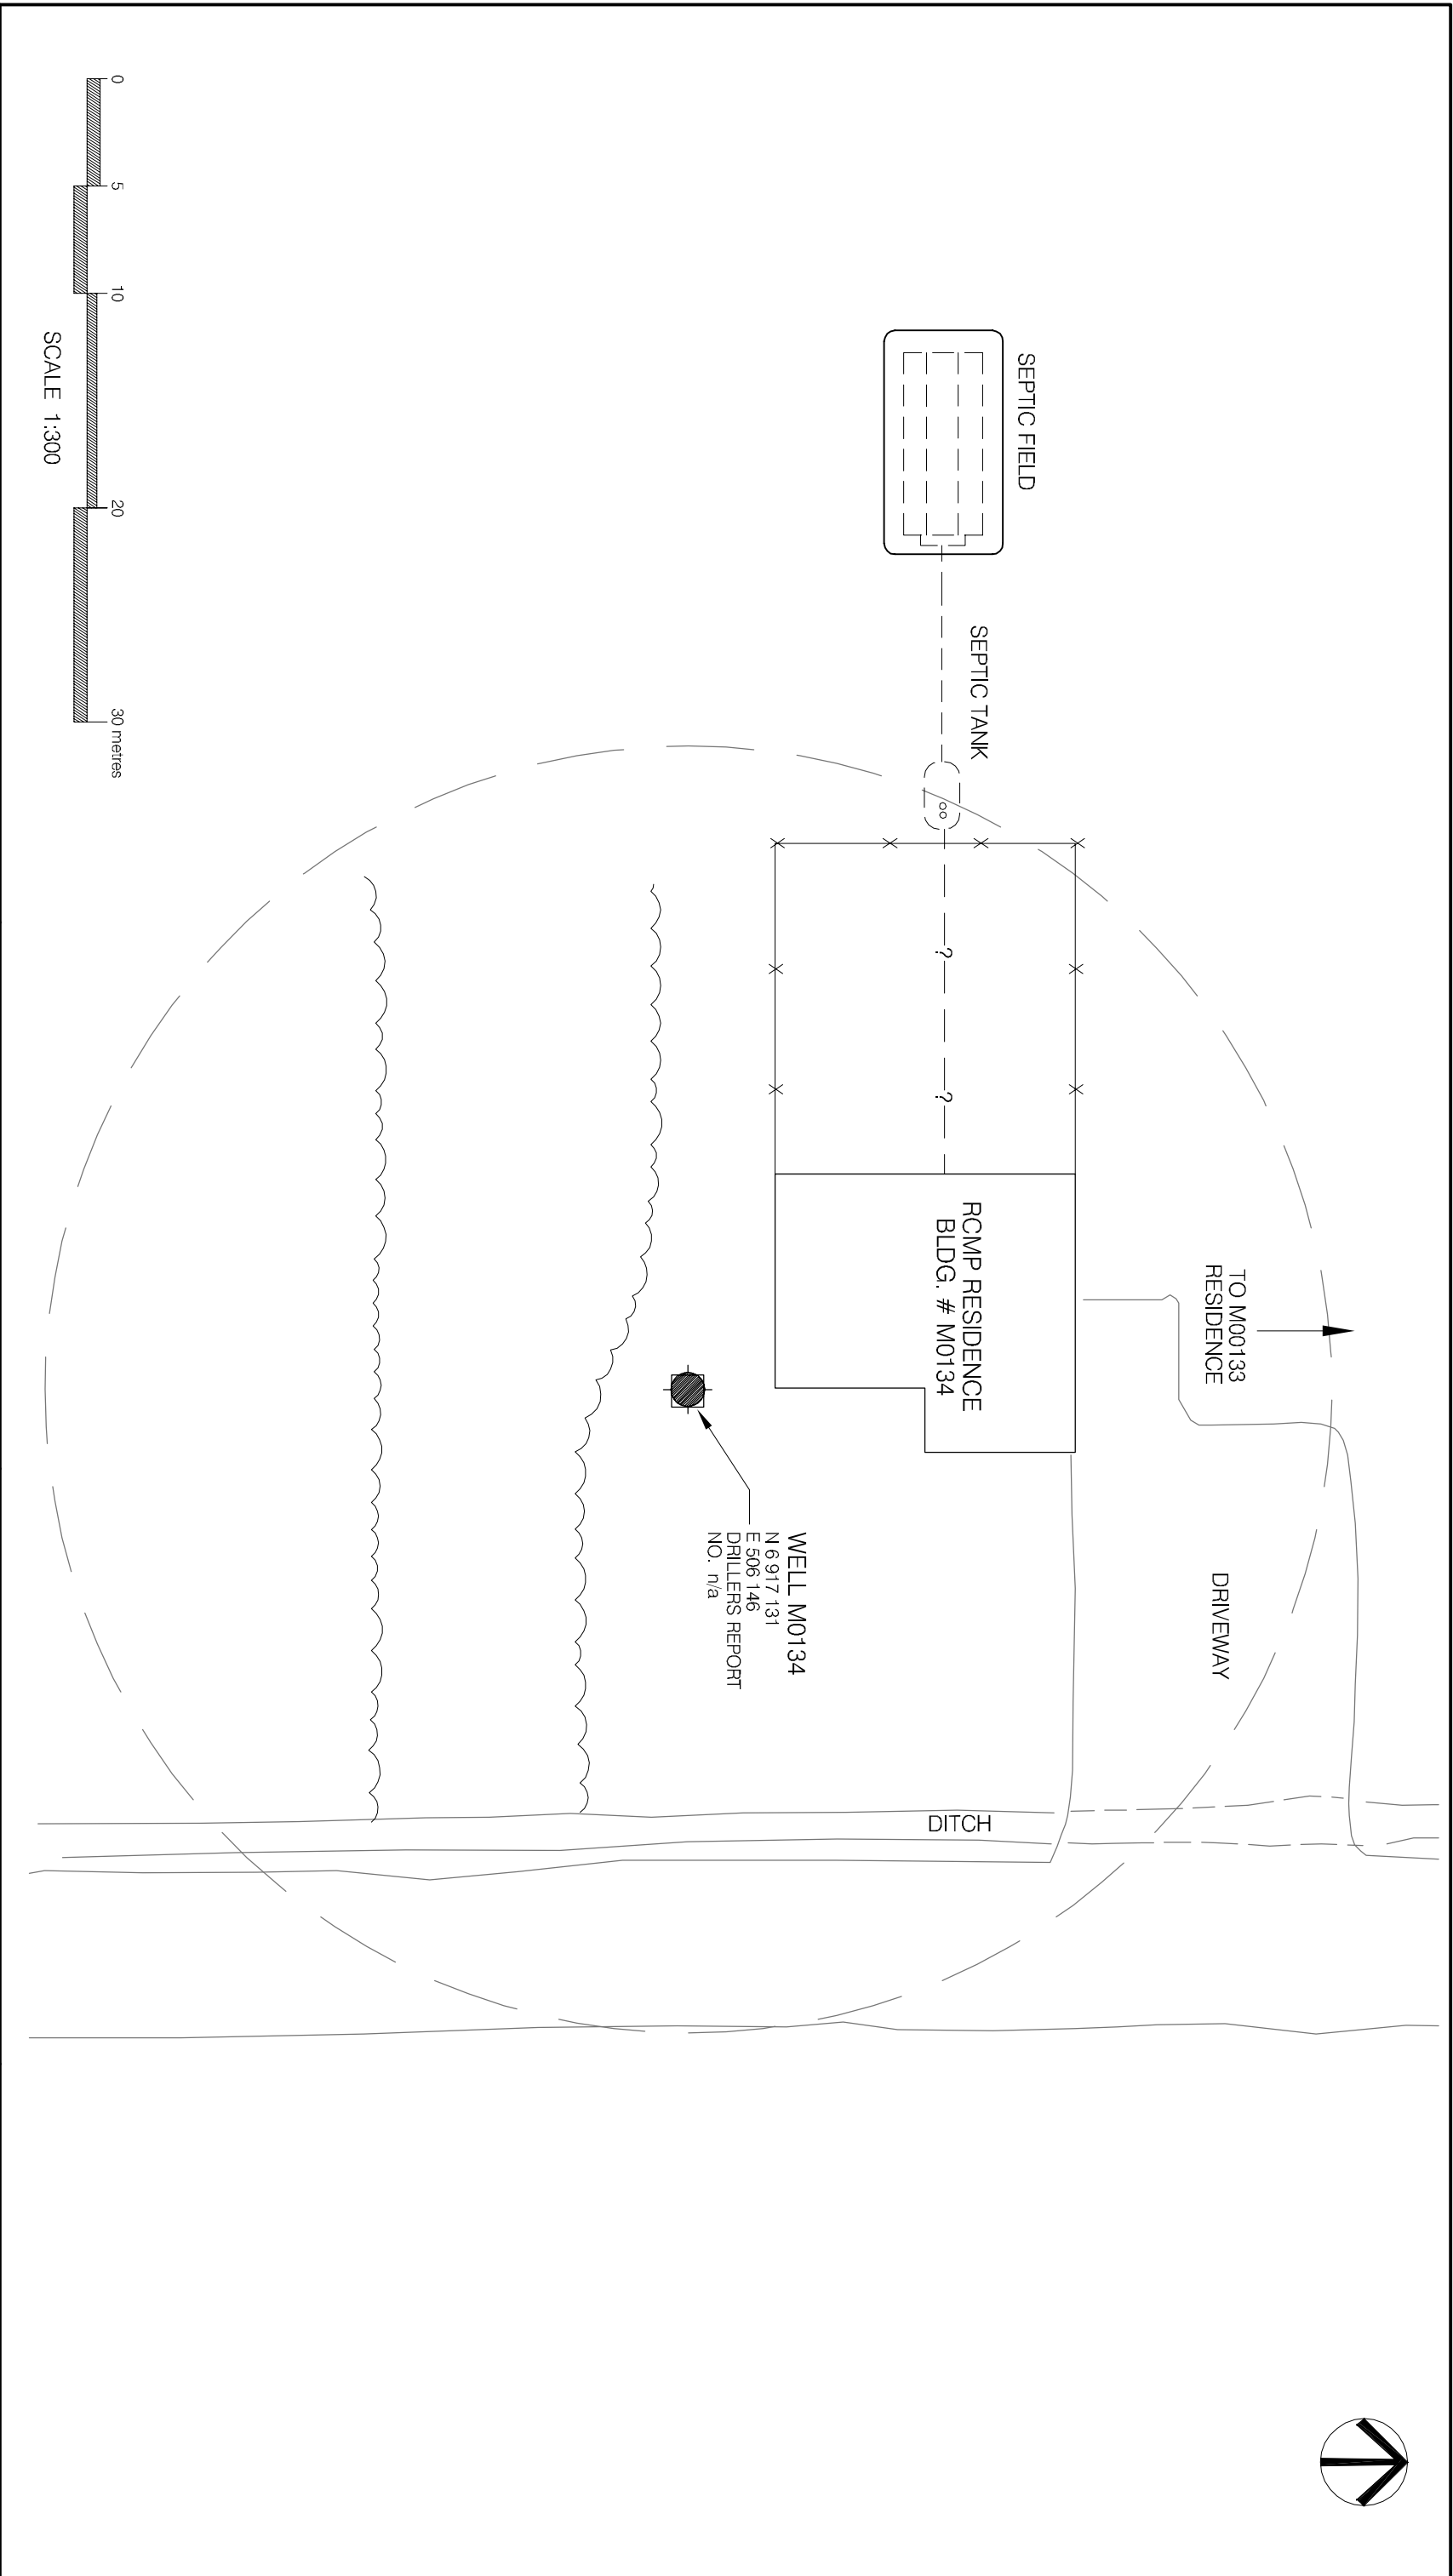 TO M00133
RESIDENCE
DRIVEWAY
SEPTIC FIELD
SEPTIC TANK
RCMP RESIDENCE
BLDG. # M0134
?
?
DITCH
WELL M0134
N 6 917 131
E 506 146
DRILLERS REPORT
NO. n/a
0 5 10 20 30 metres
SCALE 1:300